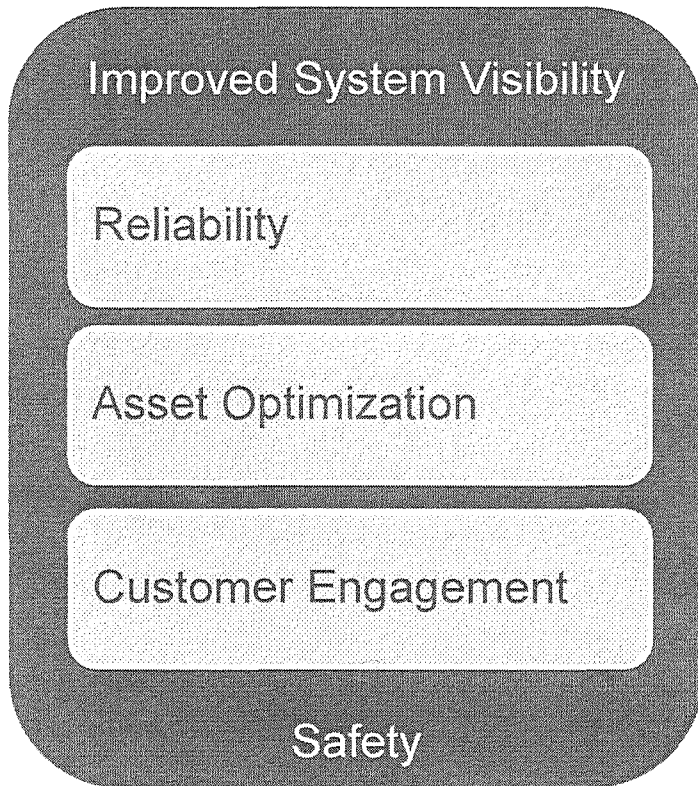 Improved System Visibility
Reliability
Asset Optimization
Customer Engagement
Safety